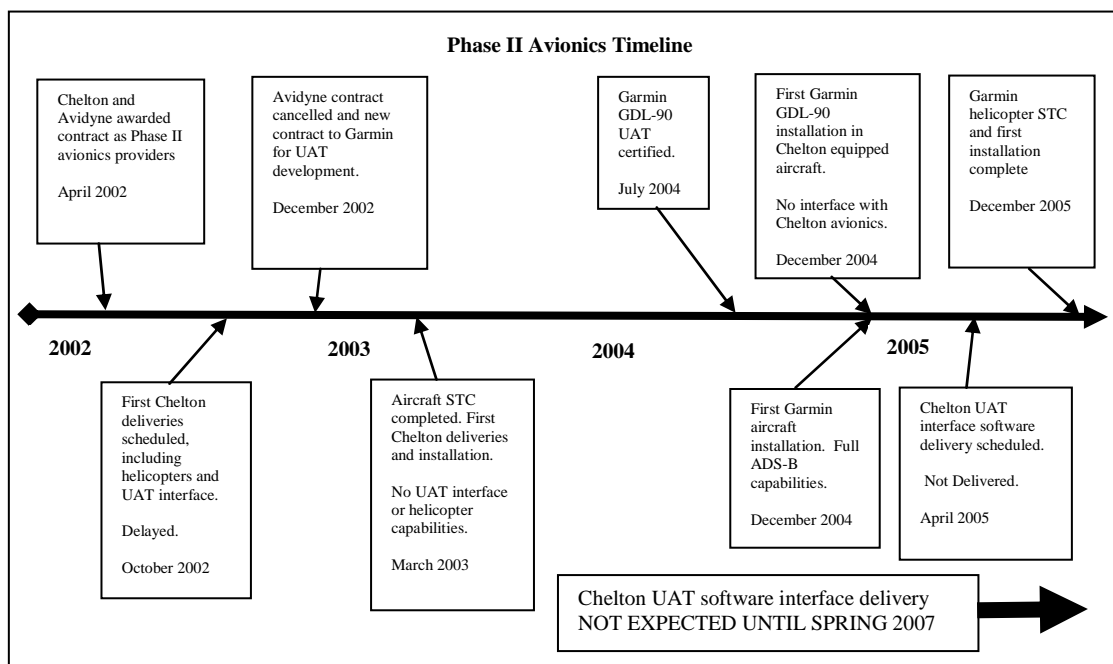 Phase II Avionics Timeline
Chelton and
Avidyne awarded
contract as Phase II
avionics providers
April 2002
Avidyne contract
cancelled and new
contract to Garmin
for UAT
development.
December 2002
Garmin
GDL-90
UAT
certified.
July 2004
First Garmin
GDL-90
installation in
Chelton equipped
aircraft.
No interface with
Chelton avionics.
December 2004
Garmin
helicopter STC
and first
installation
complete
December 2005
2002
2003
2004
2005
First Chelton
deliveries
scheduled,
including
helicopters and
UAT interface.
Delayed.
October 2002
Aircraft STC
completed. First
Chelton deliveries
and installation.
No UAT interface
or helicopter
capabilities.
March 2003
First Garmin
aircraft
installation.  Full
ADS-B
capabilities.
December 2004
Chelton UAT
interface software
delivery scheduled.
Not Delivered.
April 2005
Chelton UAT software interface delivery
NOT EXPECTED UNTIL SPRING 2007